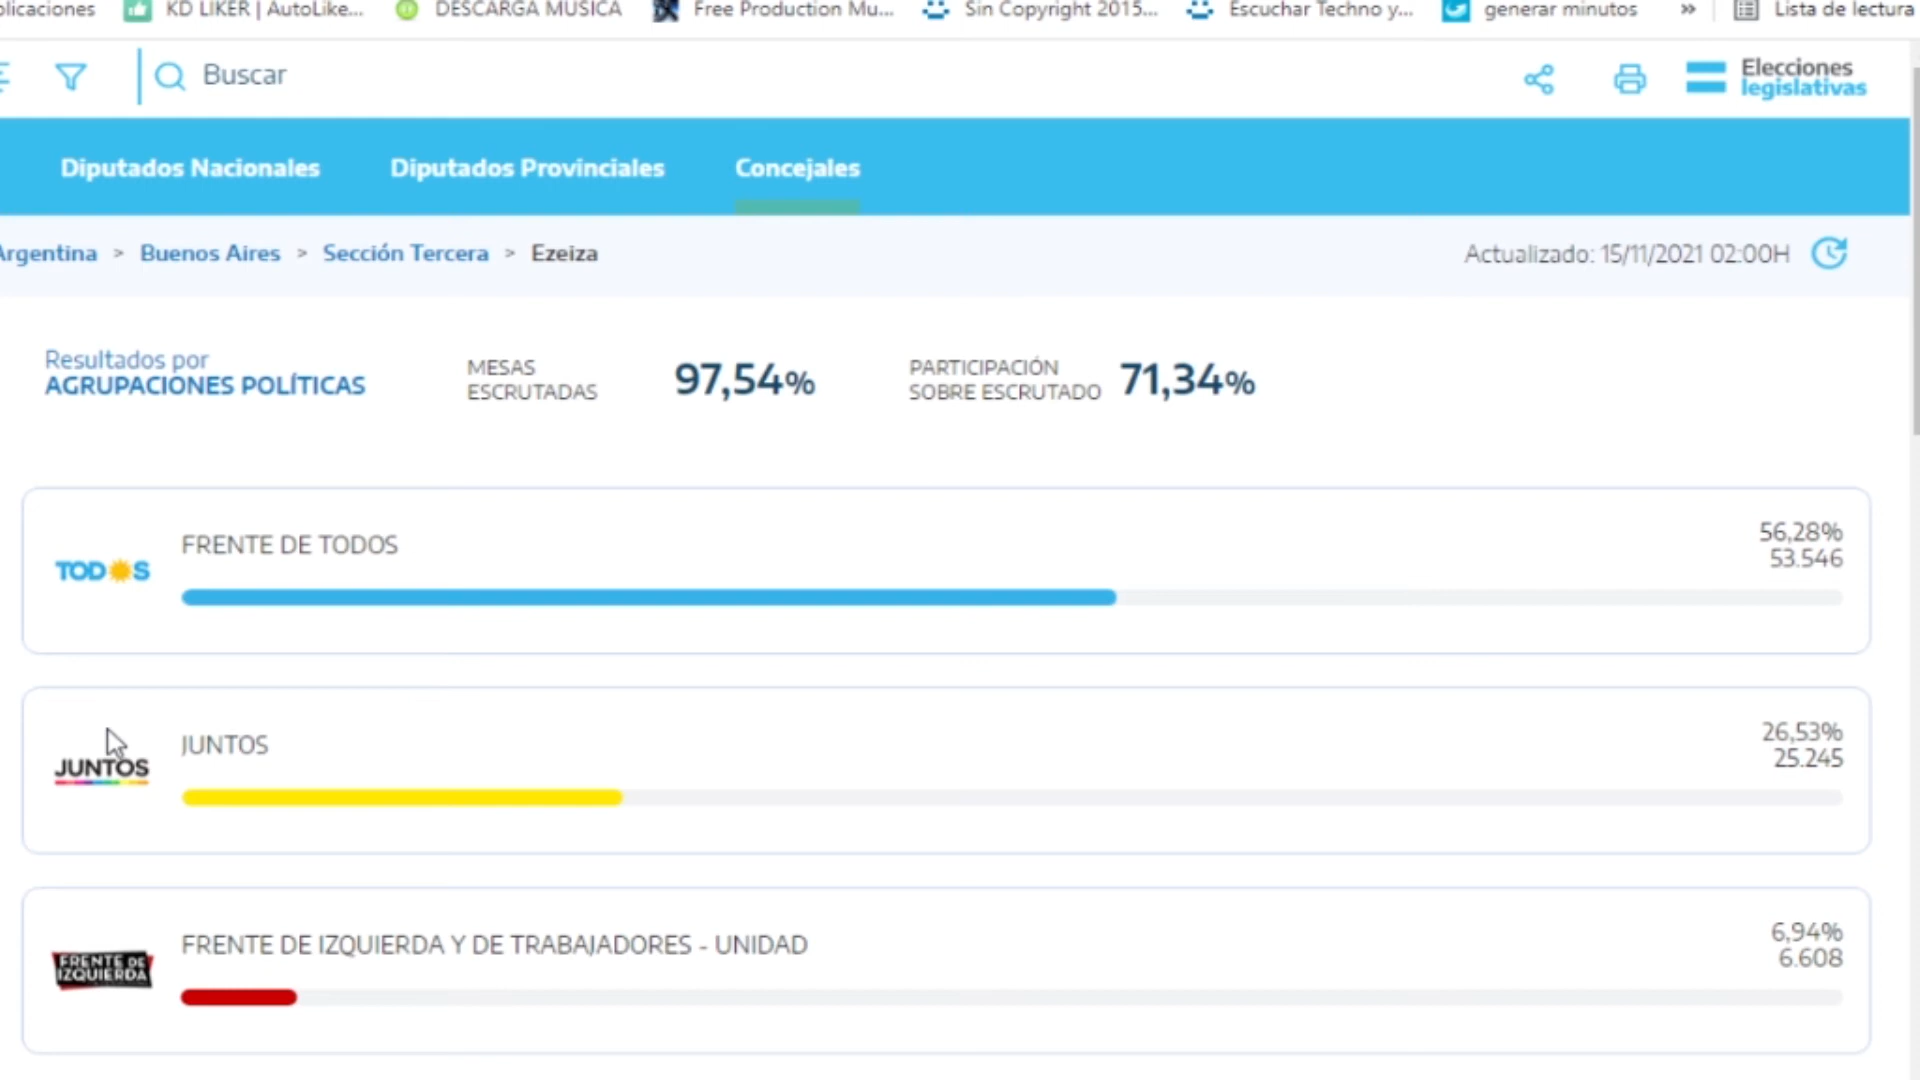 plicaciones KD LIKER | AutoLike... DESCARGA MUSICA Free Production Mu... Sin Copyright 2015... Escuchar Techno y... generar minutos » Lista de lectura
Buscar
Elecciones
legislativas
Diputados Nacionales Diputados Provinciales Concejales
Argentina > Buenos Aires > Sección Tercera > Ezeiza Actualizado: 15/11/2021 02:00H
Resultados por
AGRUPACIONES POLÍTICAS
MESAS
ESCRUTADAS
97,54%
PARTICIPACIÓN
SOBRE ESCRUTADO
71,34%
TODOS
FRENTE DE TODOS
56,28%
53.546
JUNTOS
JUNTOS
26,53%
25.245
FRENTE DE
IZQUIERDA
FRENTE DE IZQUIERDA Y DE TRABAJADORES - UNIDAD
6,94%
6.608